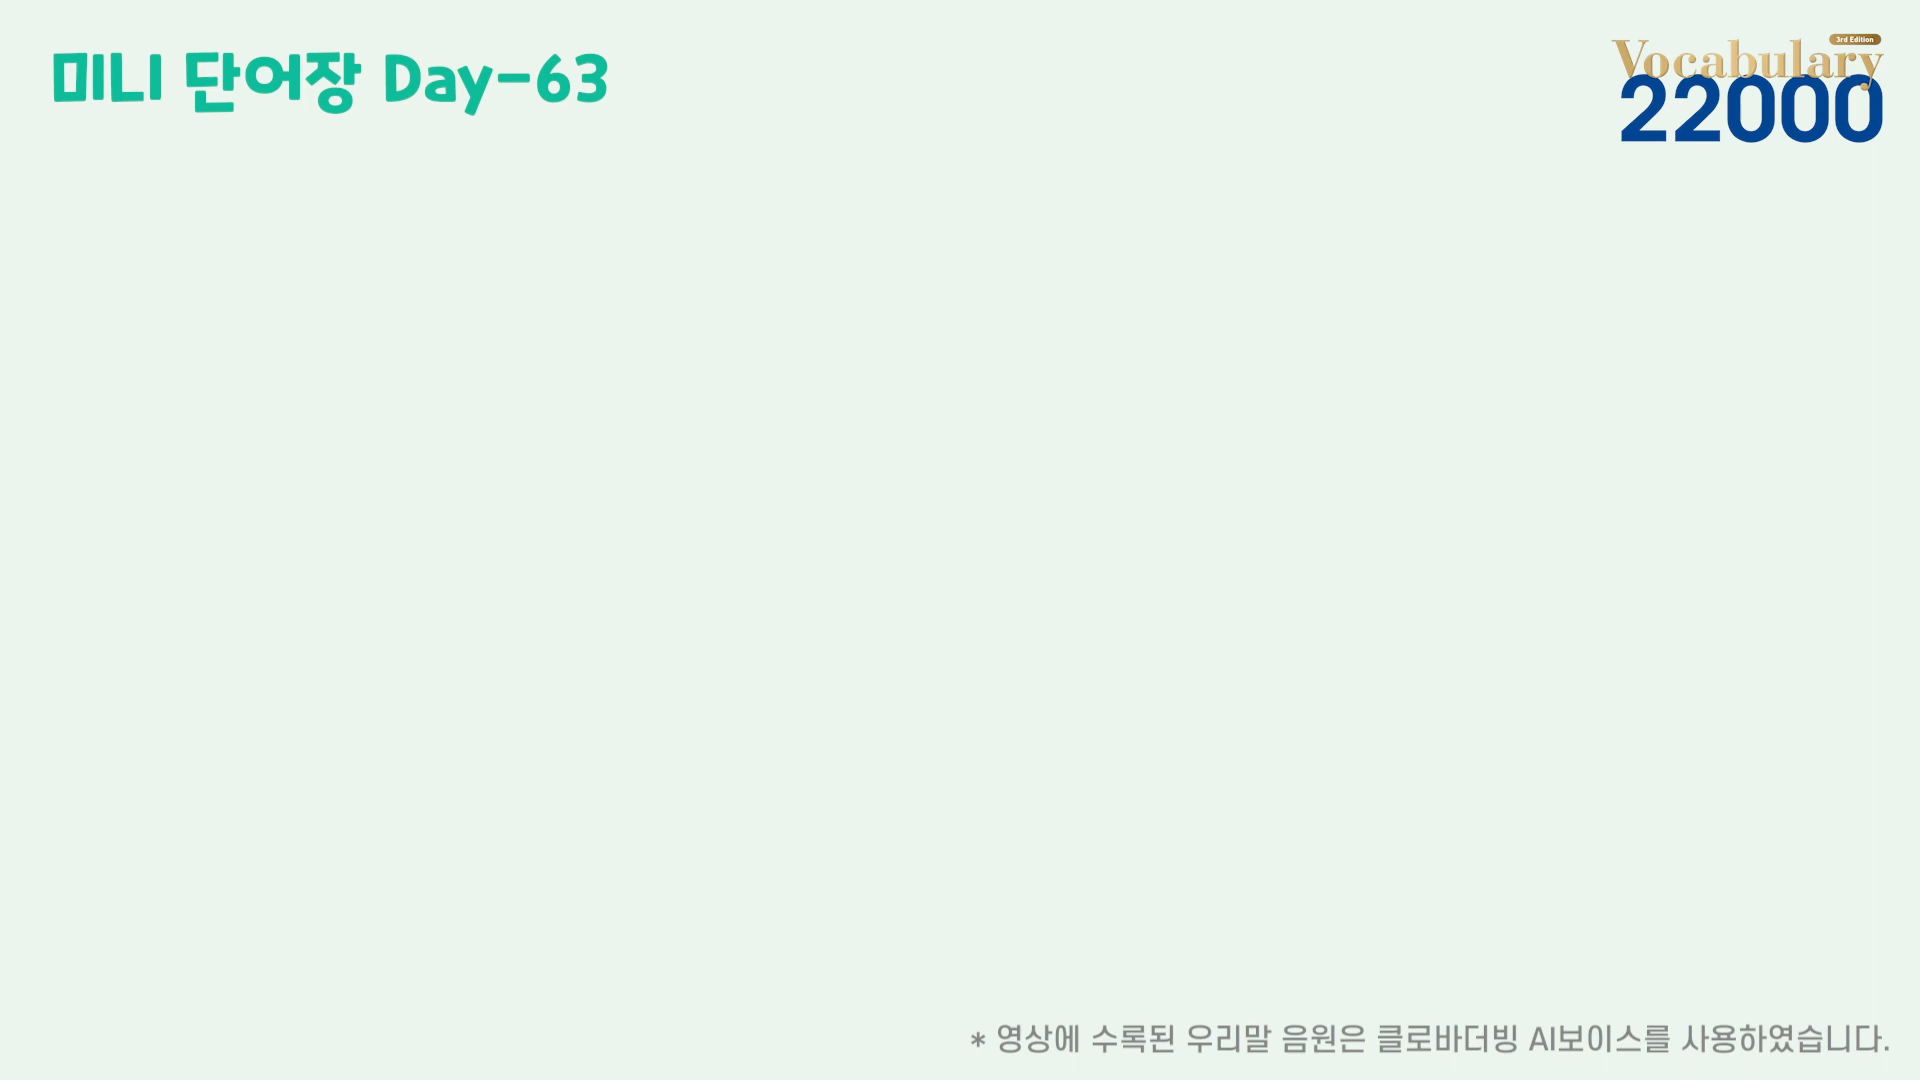 미니 단어장 Day-63
3rd Edition
Vocabulary
22000
* 영상에 수록된 우리말 음원은 클로바더빙 AI보이스를 사용하였습니다.